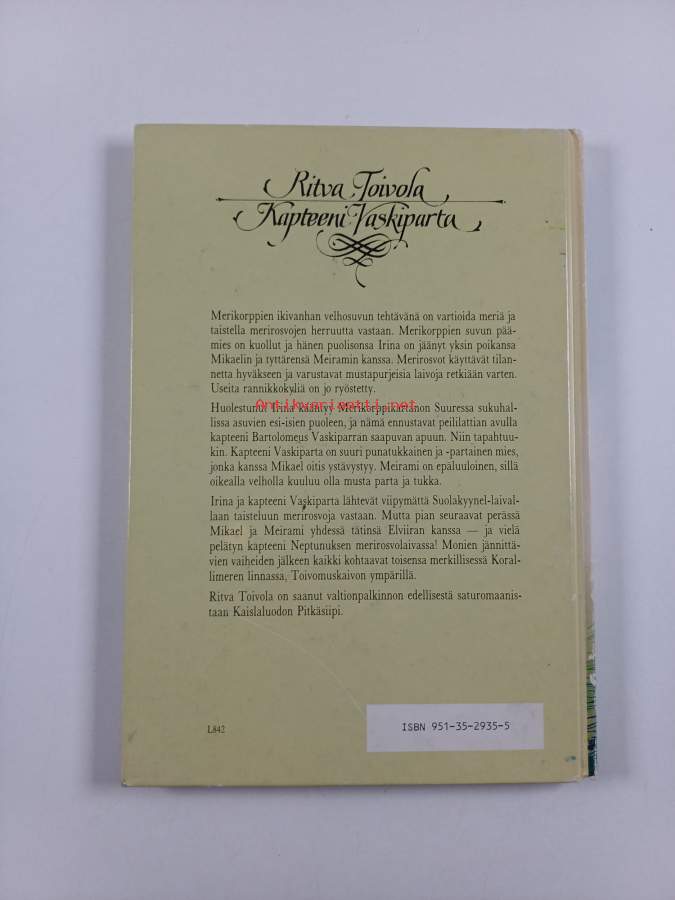 Ritva Toivola
Kapteeni Vaskiparta
Merikorppien ikivanhan velhosuvun tehtävänä on vartioida meriä ja
taistella merirosvojen herruutta vastaan. Merikorppien suvun pää-
mies on kuollut ja hänen puolisonsa Irina on jäänyt yksin poikansa
Mikaelin ja tyttärensä Meiramin kanssa. Merirosvot käyttävät tilan-
netta hyväkseen ja varustavat mustapurjeisia laivoja retkiään varten.
Useita rannikkokyliä on jo ryöstetty.
Antikvariaatti.net
Huolestunut Irina kääntyy Merikorppikartanon Suuressa sukuhal-
lissa asuvien esi-isien puoleen, ja nämä ennustavat peililattian avulla
kapteeni Bartolomeus Vaskiparran saapuvan apuun. Niin tapahtuu-
kin. Kapteeni Vaskiparta on suuri punatukkainen ja -partainen mies,
jonka kanssa Mikael oitis ystävystyy. Meirami on epäluuloinen, sillä
oikealla velholla kuuluu olla musta parta ja tukka.
Irina ja kapteeni Vaskiparta lähtevät viipymättä Suolakyynel-laival-
laan taisteluun merirosvoja vastaan. Mutta pian seuraavat perässä
Mikael ja Meirami yhdessä tätinsä Elviiran kanssa — ja vielä
pelätyn kapteeni Neptunuksen merirosvolaivassa! Monien jännittä-
vien vaiheiden jälkeen kaikki kohtaavat toisensa merkillisessä Koral-
limeren linnassa, Toivomuskaivon ympärillä.
Ritva Toivola on saanut valtionpalkinnon edellisestä saturomaanis-
taan Kaislaluodon Pitkäsiipi.
L842
ISBN 951-35-2935-5